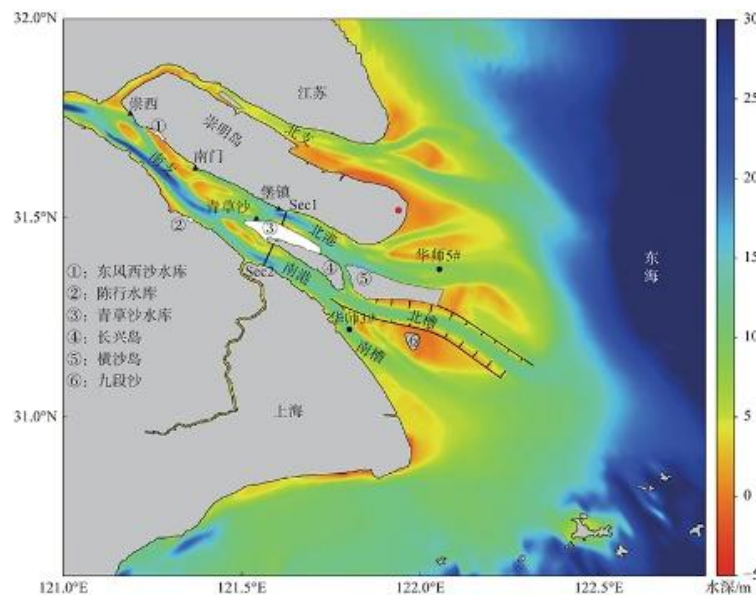 32.0°N
31.5°N
31.0°N
121.0°E
121.5°E
122.0°E
122.5°E
江苏
崇明岛
北支
崇西
①
南支
南门
堡镇
Sec1
青草沙
②
③
北港
华师5#
Sec2
南港
④
⑤
东海
北槽
南槽
⑥
上海
①：东风西沙水库
②：陈行水库
③：青草沙水库
④：长兴岛
⑤：横沙岛
⑥：九段沙
30
25
20
15
10
5
0
−5
水深/m